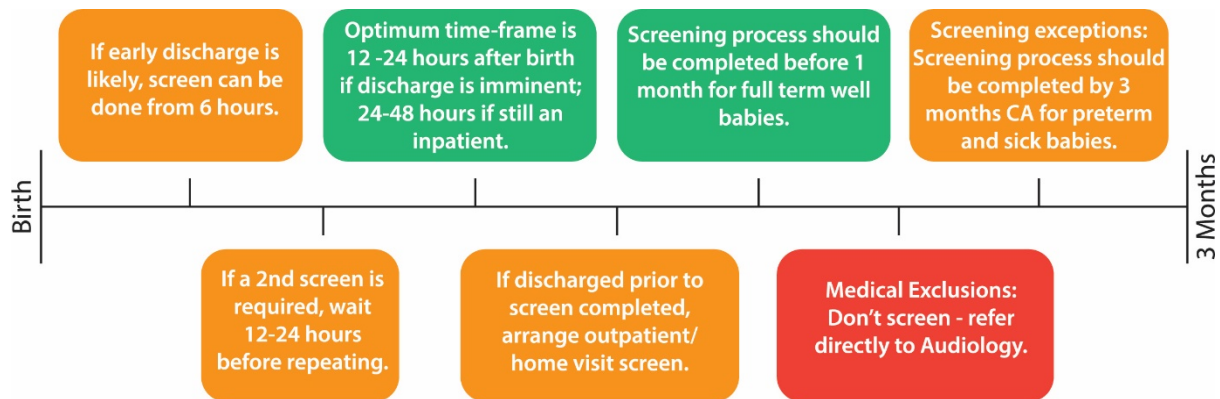 If early discharge is
likely, screen can be
done from 6 hours.
Optimum time-frame is
12 -24 hours after birth
if discharge is imminent;
24-48 hours if still an
inpatient.
Screening process should
be completed before 1
month for full term well
babies.
Screening exceptions:
Screening process should
be completed by 3
months CA for preterm
and sick babies.
Birth
3 Months
If a 2nd screen is
required, wait
12-24 hours
before repeating.
If discharged prior to
screen completed,
arrange outpatient/
home visit screen.
Medical Exclusions:
Don't screen - refer
directly to Audiology.